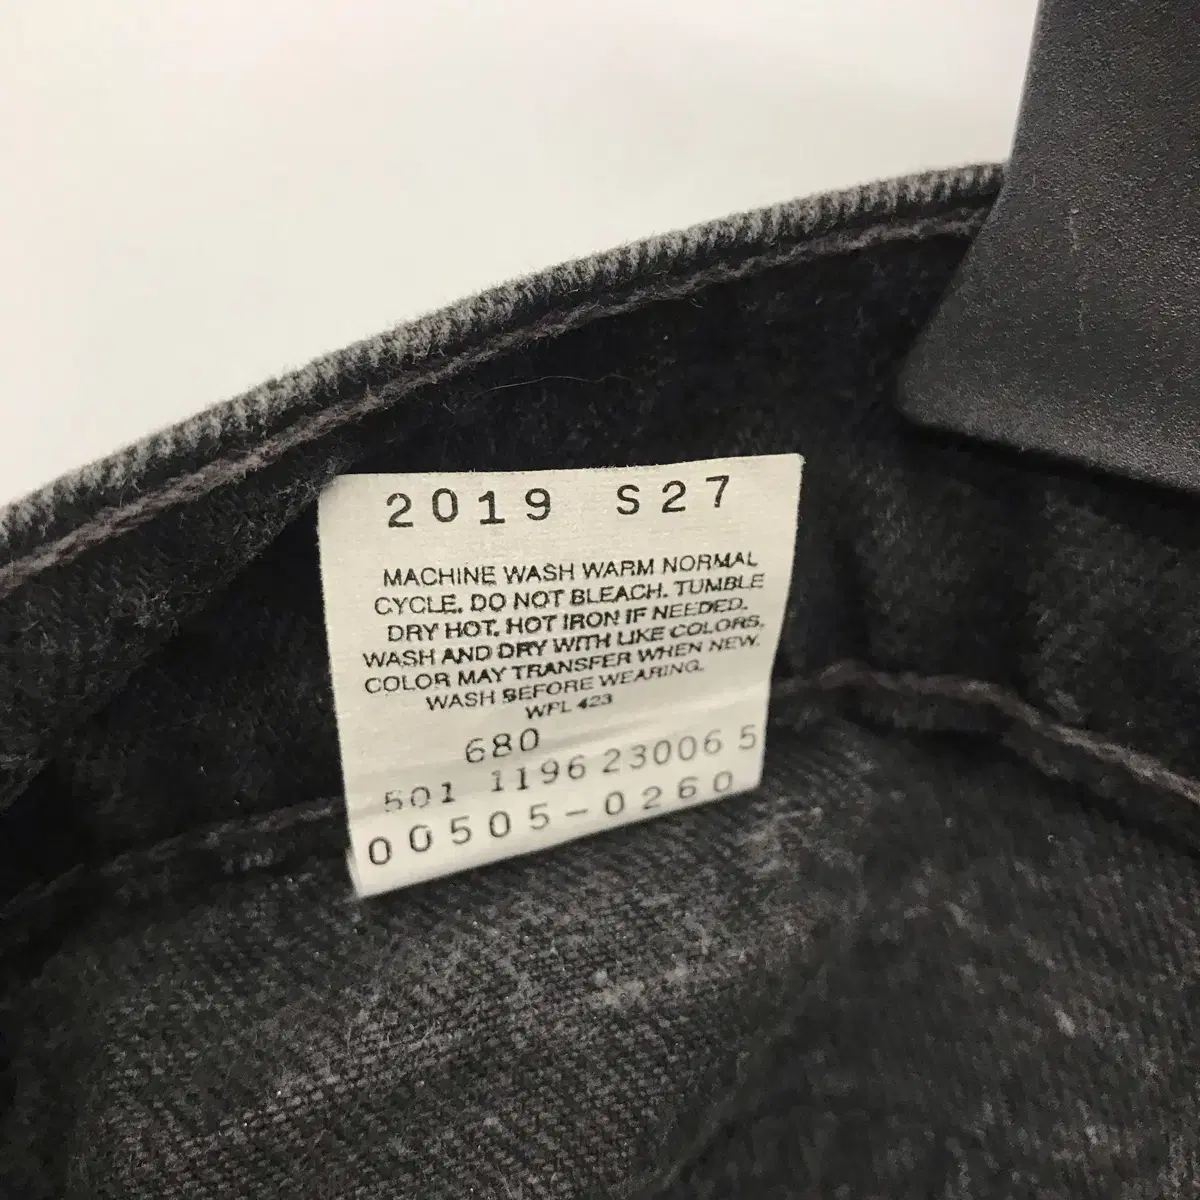 2019 S27
MACHINE WASH WARM NORMAL
CYCLE. DO NOT BLEACH. TUMBLE
DRY HOT. HOT IRON IF NEEDED.
WASH AND DRY WITH LIKE COLORS.
COLOR MAY TRANSFER WHEN NEW.
WASH BEFORE WEARING.
WPL 423
680
501 1196 230065
00505-0260